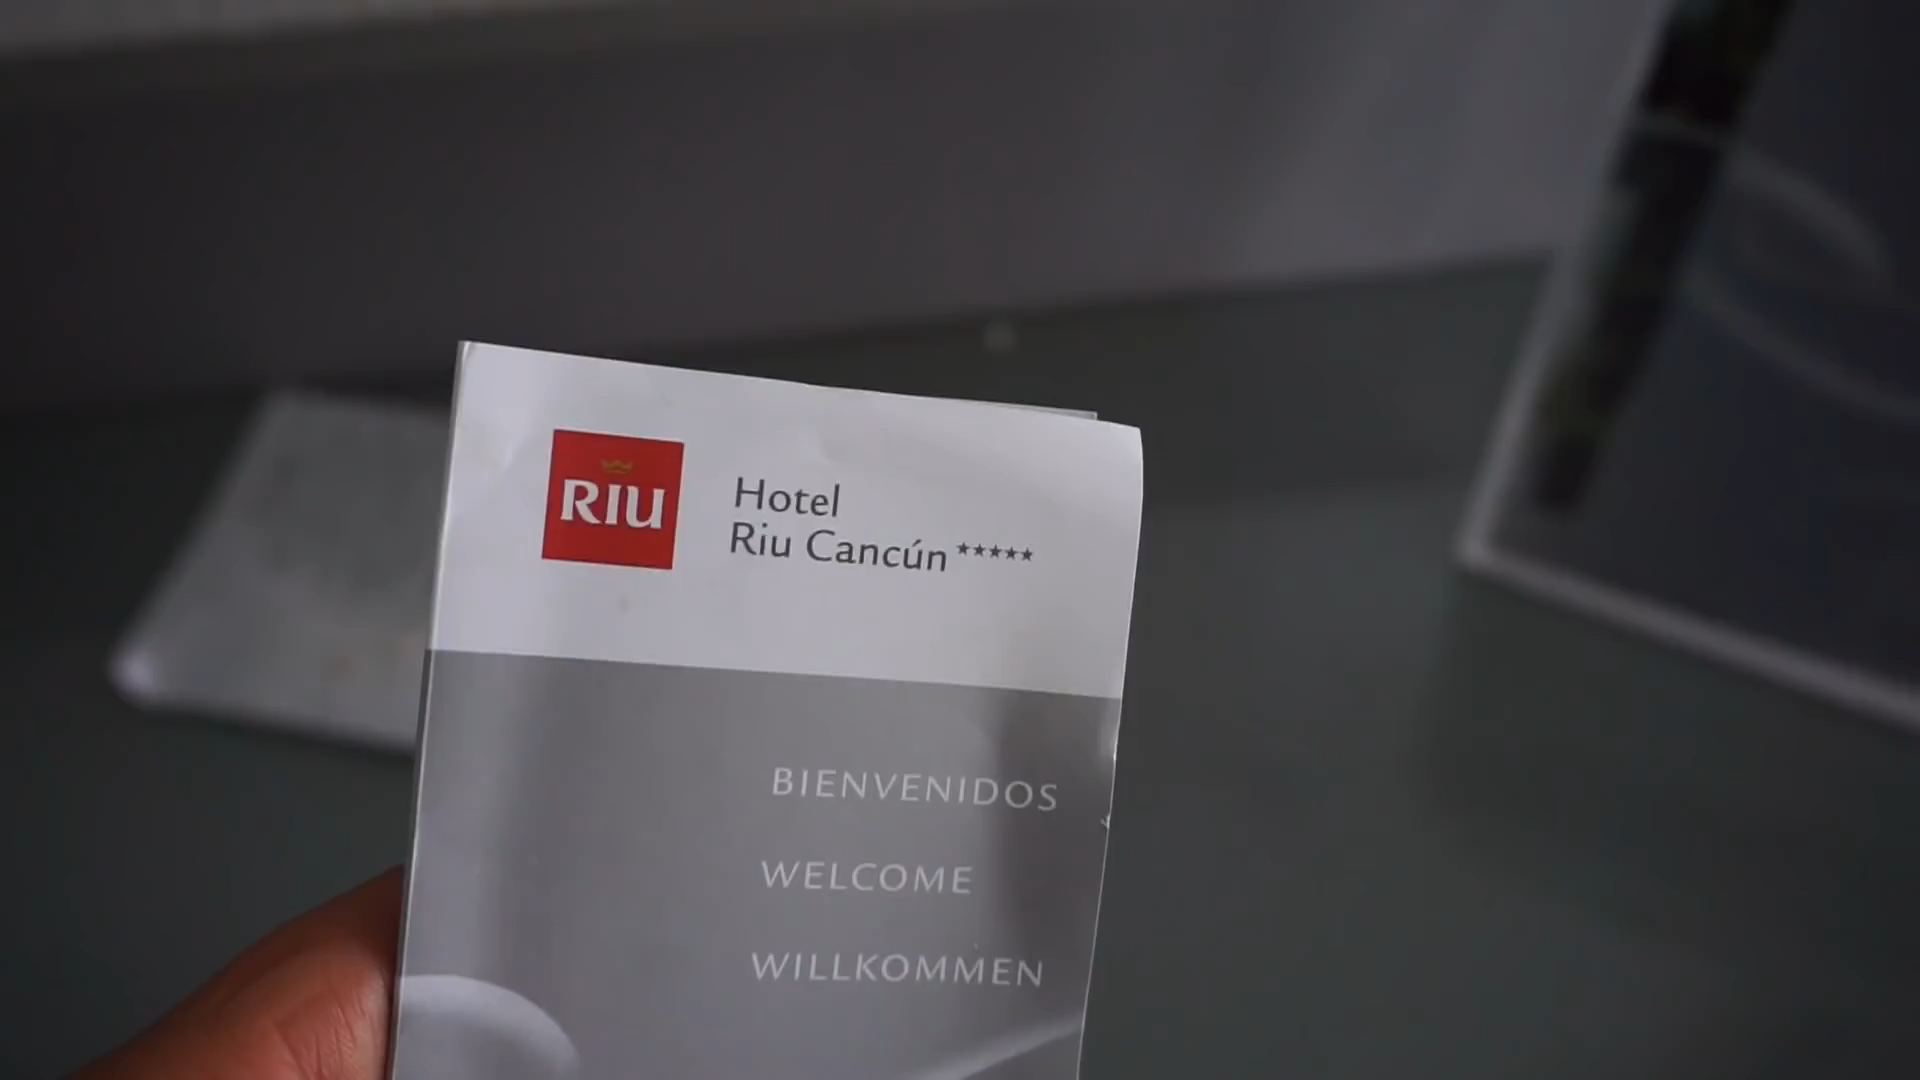 RIU
Hotel
Riu Cancún *****
BIENVENIDOS
WELCOME
WILLKOMMEN